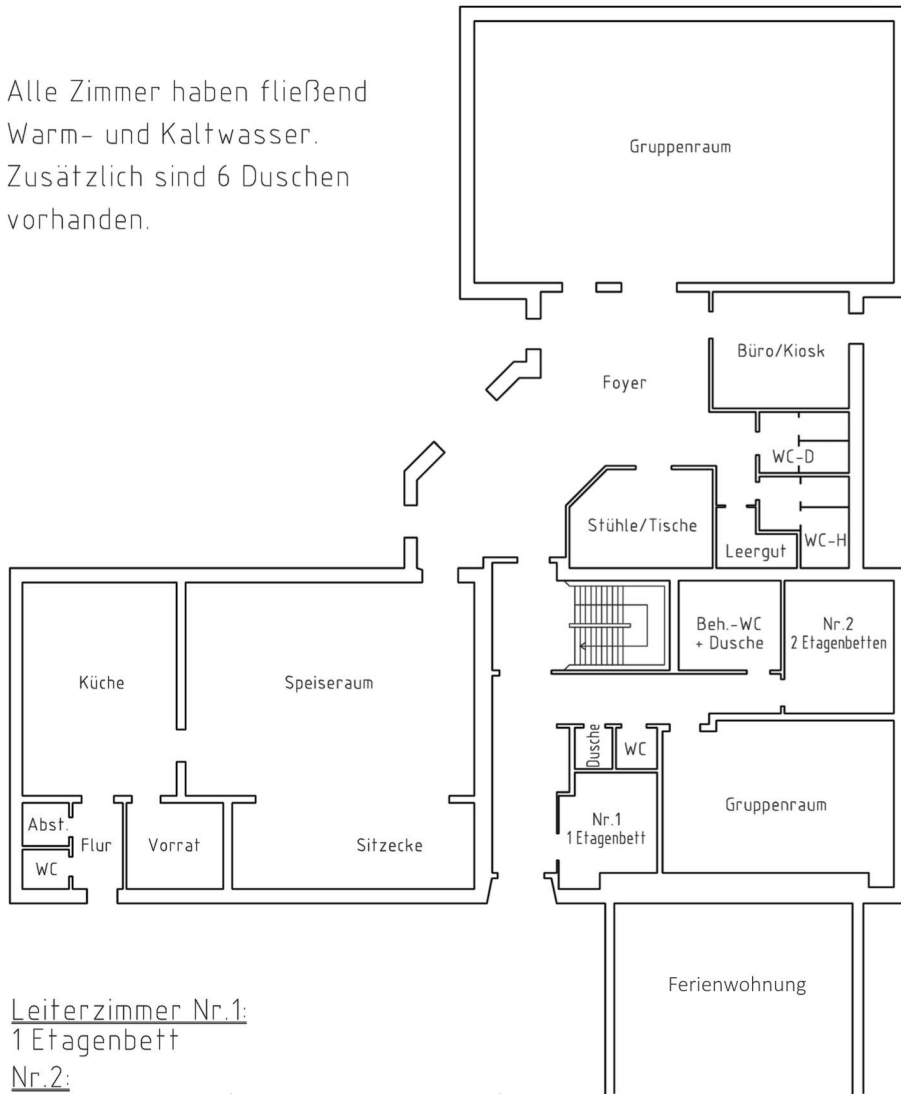 Alle Zimmer haben fließend
Warm- und Kaltwasser.
Zusätzlich sind 6 Duschen
vorhanden.
Gruppenraum
Büro/Kiosk
Foyer
WC-D
Stühle/Tische
Leergut
WC-H
Beh.-WC
+ Dusche
Nr.2
2 Etagenbetten
Küche
Speiseraum
Dusche
WC
Gruppenraum
Nr.1
1 Etagenbett
Abst.
Flur
Vorrat
Sitzecke
WC
Ferienwohnung
Leiterzimmer Nr.1:
1 Etagenbett
Nr.2: